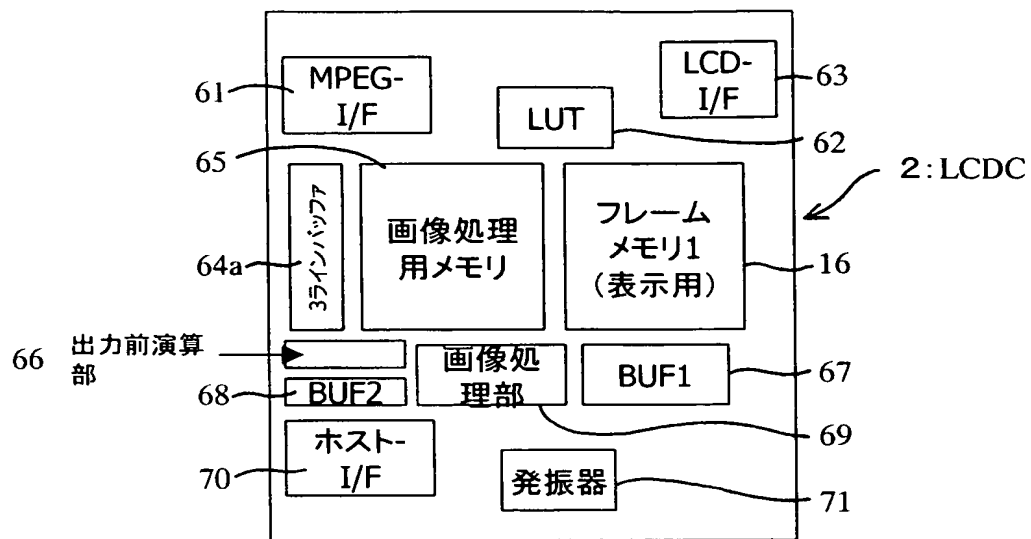 61
MPEG-
I/F
LUT
62
LCD-
I/F
63
2:LCDC
65
64a
3ラインバッファ
画像処理
用メモリ
フレーム
メモリ1
(表示用)
16
66
出力前演算
部
68
BUF2
画像処
理部
69
BUF1
67
70
ホスト-
I/F
発振器
71